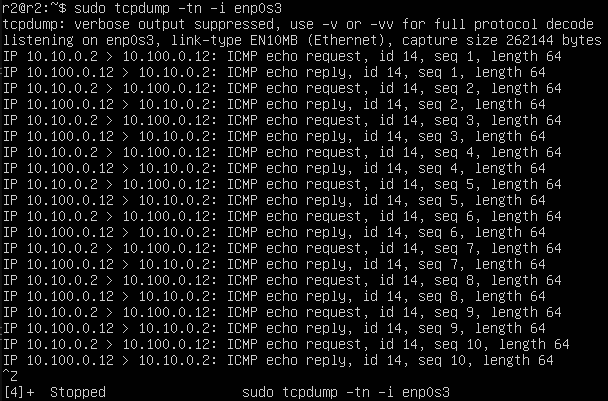 r2@r2:~$ sudo tcpdump -tn -i enp0s3
tcpdump: verbose output suppressed, use -v or -vv for full protocol decode
listening on enp0s3, link-type EN10MB (Ethernet), capture size 262144 bytes
IP 10.10.0.2 > 10.100.0.12: ICMP echo request, id 14, seq 1, length 64
IP 10.100.0.12 > 10.10.0.2: ICMP echo reply, id 14, seq 1, length 64
IP 10.10.0.2 > 10.100.0.12: ICMP echo request, id 14, seq 2, length 64
IP 10.100.0.12 > 10.10.0.2: ICMP echo reply, id 14, seq 2, length 64
IP 10.10.0.2 > 10.100.0.12: ICMP echo request, id 14, seq 3, length 64
IP 10.100.0.12 > 10.10.0.2: ICMP echo reply, id 14, seq 3, length 64
IP 10.10.0.2 > 10.100.0.12: ICMP echo request, id 14, seq 4, length 64
IP 10.100.0.12 > 10.10.0.2: ICMP echo reply, id 14, seq 4, length 64
IP 10.10.0.2 > 10.100.0.12: ICMP echo request, id 14, seq 5, length 64
IP 10.100.0.12 > 10.10.0.2: ICMP echo reply, id 14, seq 5, length 64
IP 10.10.0.2 > 10.100.0.12: ICMP echo request, id 14, seq 6, length 64
IP 10.100.0.12 > 10.10.0.2: ICMP echo reply, id 14, seq 6, length 64
IP 10.10.0.2 > 10.100.0.12: ICMP echo request, id 14, seq 7, length 64
IP 10.100.0.12 > 10.10.0.2: ICMP echo reply, id 14, seq 7, length 64
IP 10.10.0.2 > 10.100.0.12: ICMP echo request, id 14, seq 8, length 64
IP 10.100.0.12 > 10.10.0.2: ICMP echo reply, id 14, seq 8, length 64
IP 10.10.0.2 > 10.100.0.12: ICMP echo request, id 14, seq 9, length 64
IP 10.100.0.12 > 10.10.0.2: ICMP echo reply, id 14, seq 9, length 64
IP 10.10.0.2 > 10.100.0.12: ICMP echo request, id 14, seq 10, length 64
IP 10.100.0.12 > 10.10.0.2: ICMP echo reply, id 14, seq 10, length 64
^Z
[4]+  Stopped                 sudo tcpdump -tn -i enp0s3